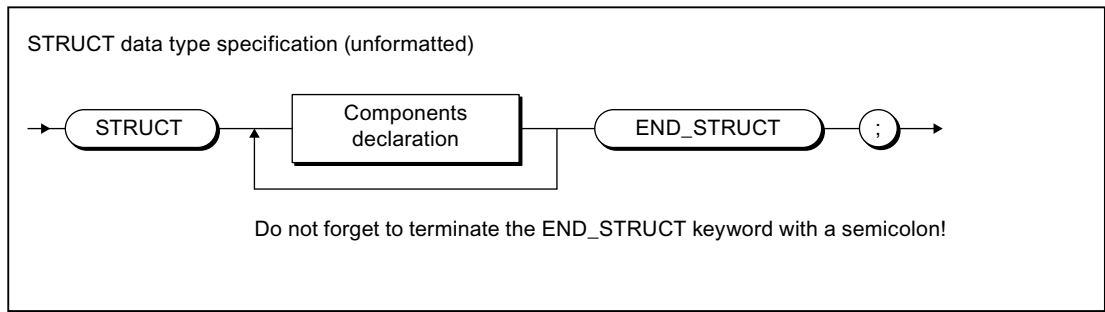 STRUCT data type specification (unformatted)
STRUCT
Components
declaration
END_STRUCT
;
Do not forget to terminate the END_STRUCT keyword with a semicolon!